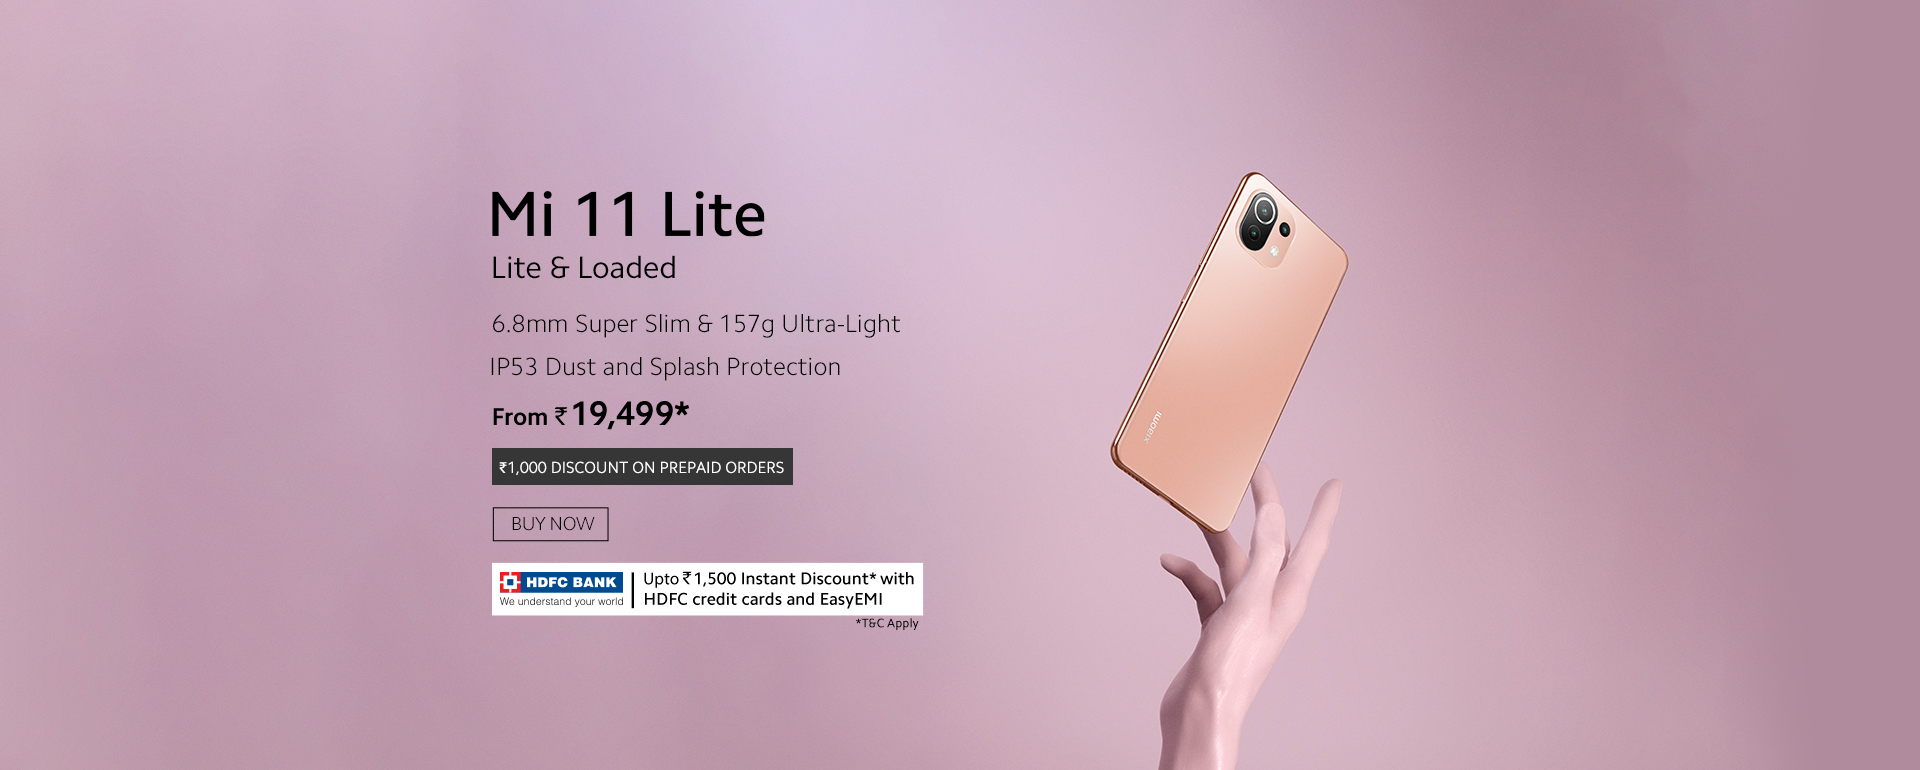 Mi 11 Lite
Lite & Loaded
6.8mm Super Slim & 157g Ultra-Light
IP53 Dust and Splash Protection
From ₹19,499*
₹1,000 DISCOUNT ON PREPAID ORDERS
BUY NOW
HDFC BANK
We understand your world
Upto ₹1,500 Instant Discount* with
HDFC credit cards and EasyEMI
*T&C Apply
xiaomi